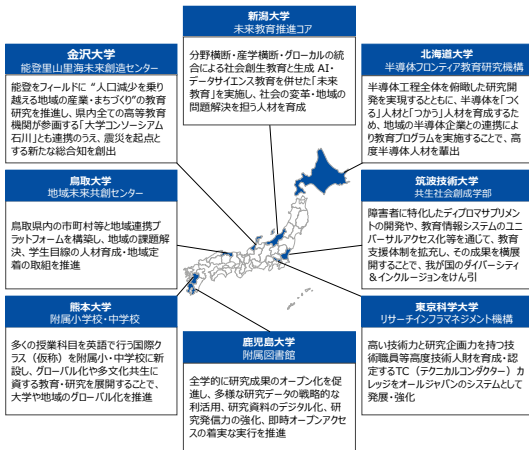 新潟大学
未来教育推進コア
分野横断・産学横断・グローカルの統
合による社会創生教育と生成 AI・
データサイエンス教育を併せた「未来
教育」を実施し、社会の変革・地域の
問題解決を担う人材を育成
金沢大学
能登里山里海未来創造センター
能登をフィールドに “人口減少を乗り
越える地域の産業・まちづくり”の教育
研究を推進し、県内全ての高等教育
機関が参画する「大学コンソーシアム
石川」とも連携のうえ、震災を起点と
する新たな総合知を創出
北海道大学
半導体フロンティア教育研究機構
半導体工程全体を俯瞰した研究開
発を実現するとともに、半導体を「つく
る」人材と「つかう」人材を育成するた
め、地域の半導体企業との連携によ
り教育プログラムを実施することで、高
度半導体人材を輩出
鳥取大学
地域未来共創センター
鳥取県内の市町村等と地域連携プ
ラットフォームを構築し、地域の課題解
決、学生目線の人材育成・地域定
着の取組を推進
筑波技術大学
共生社会創成学部
障害者に特化したディプロマサプリメ
ントの開発や、教育情報システムのユ
ニバーサルアクセス化等を通じて、教育
支援体制を拡充し、その成果を横展
開することで、我が国のダイバーシティ
＆インクルージョンをけん引
熊本大学
附属小学校・中学校
多くの授業科目を英語で行う国際ク
ラス（仮称）を附属小・中学校に新
設し、グローバル化や多文化共生に
資する教育・研究を展開することで、
大学や地域のグローバル化を推進
鹿児島大学
附属図書館
全学的に研究成果のオープン化を促
進し、多様な研究データの戦略的な
利活用、研究資料のデジタル化、研
究発信力の強化、即時オープンアクセ
スの着実な実行を推進
東京科学大学
リサーチインフラマネジメント機構
高い技術力と研究企画力を持つ技
術職員等高度技術人財を育成・認
定するTC（テクニカルコンダクター）カ
レッジをオールジャパンのシステムとして
発展・強化